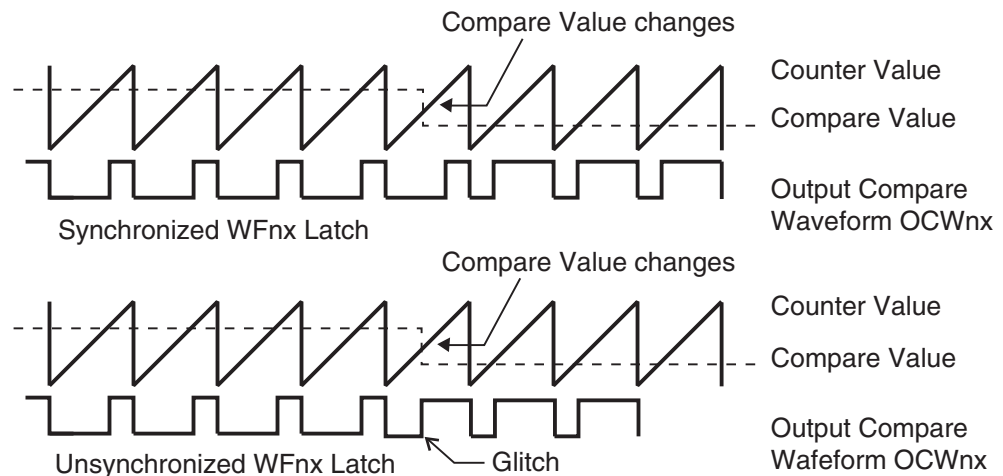 Compare Value changes
Counter Value
Compare Value
Output Compare
Waveform OCWnx
Synchronized WFnx Latch
Compare Value changes
Counter Value
Compare Value
Output Compare
Wafeform OCWnx
Unsynchronized WFnx Latch
Glitch